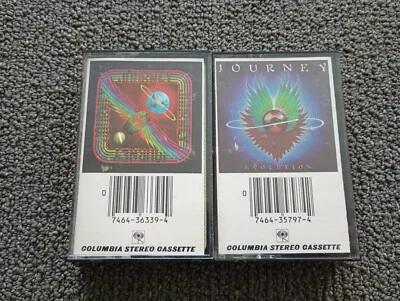 0
7464-36339-4
COLUMBIA STEREO CASSETTE
JOURNEY
EVOLUTION
0
7464-35797-4
COLUMBIA STEREO CASSETTE